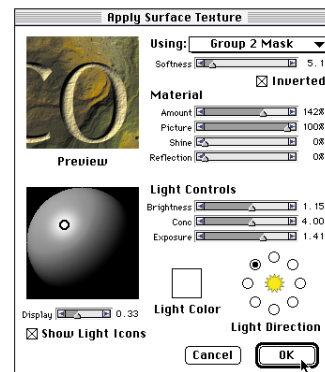 Apply Surface Texture
Using: Group 2 Mask
Softness 5.1
Inverted
Material
Amount 142%
Picture 100%
Shine 0%
Reflection 0%
CO
Preview
Light Controls
Brightness 1.15
Conc 4.00
Exposure 1.41
Display 0.33
Show Light Icons
Light Color
Light Direction
Cancel
OK